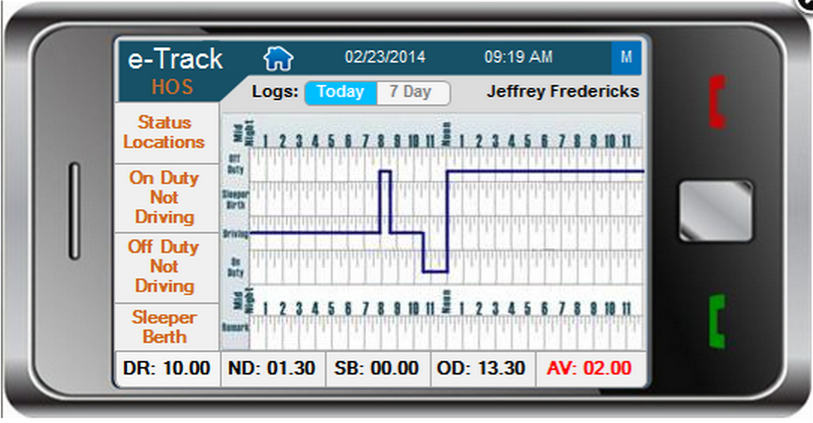 e-Track
HOS
02/23/2014 09:19 AM M
Logs: Today 7 Day Jeffrey Fredericks
Status
Locations
On Duty
Not
Driving
Off Duty
Not
Driving
Sleeper
Berth
Mid
Night 1 2 3 4 5 6 7 8 9 10 11 Noon 1 2 3 4 5 6 7 8 9 10 11
Off
Duty
Sleeper
Birth
Driving
On
Duty
Mid
Night 1 2 3 4 5 6 7 8 9 10 11 Noon 1 2 3 4 5 6 7 8 9 10 11
Remark
DR: 10.00 ND: 01.30 SB: 00.00 OD: 13.30 AV: 02.00